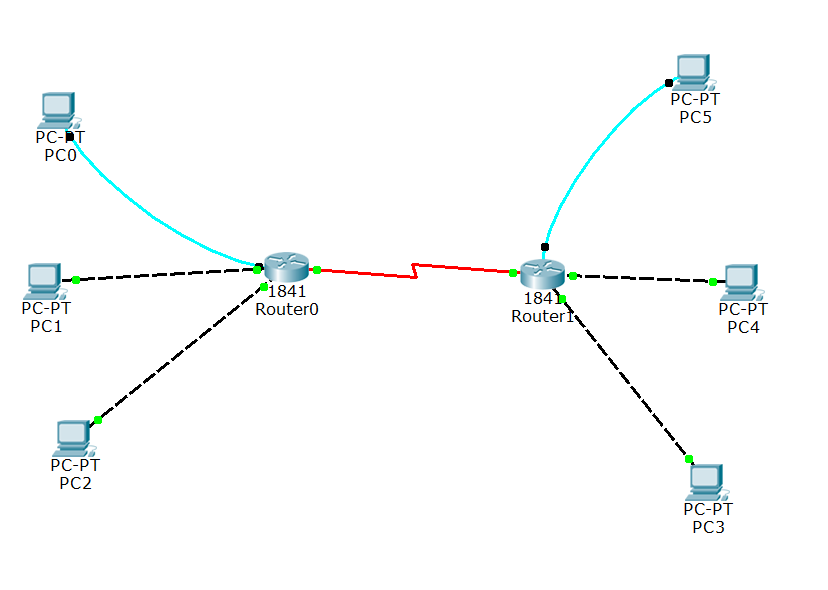 PC-PT
PC0
PC-PT
PC1
PC-PT
PC2
1841
Router0
1841
Router1
PC-PT
PC5
PC-PT
PC4
PC-PT
PC3